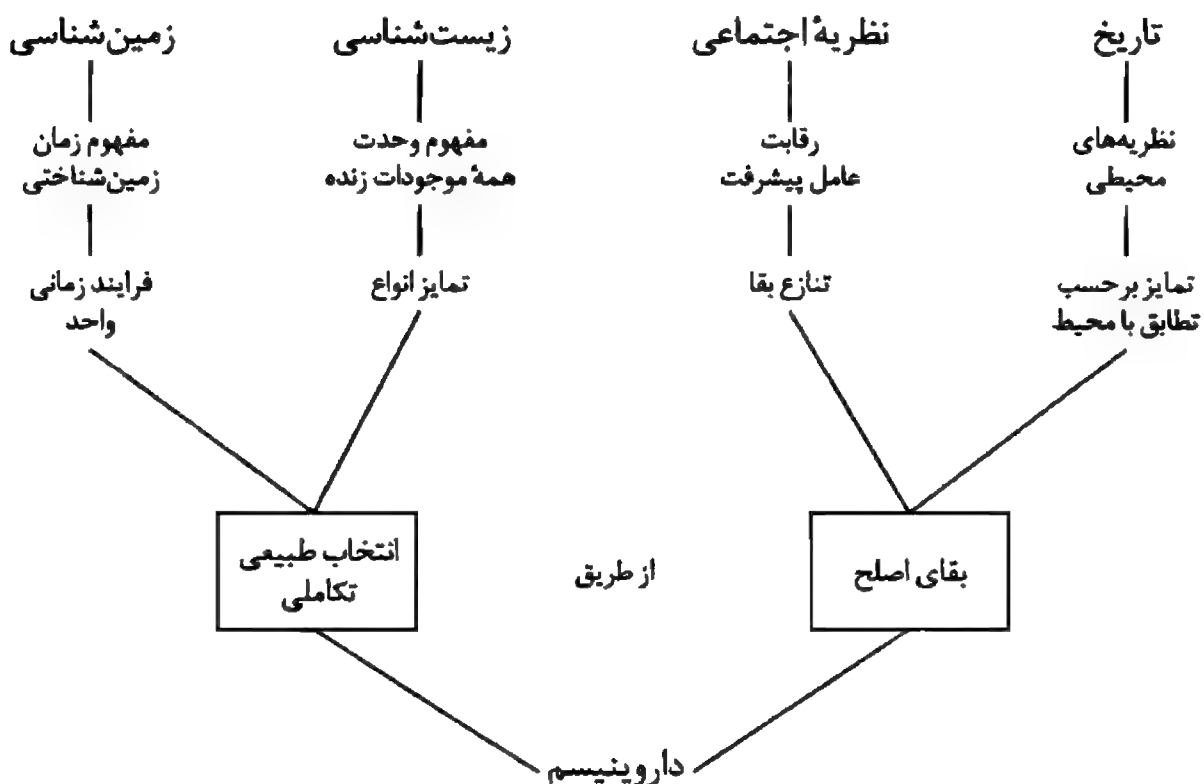 تاریخ
نظریهٔ اجتماعی
زیست‌شناسی
زمین‌شناسی
نظریه‌های
محیطی
رقابت
عامل پیشرفت
مفهوم وحدت
همهٔ موجودات زنده
مفهوم زمان
زمین‌شناختی
تمایز بر حسب
تطابق با محیط
تنازع بقا
تمایز انواع
فرایند زمانی
واحد
بقای اصلح
از طریق
انتخاب طبیعی
تکاملی
داروینیسم